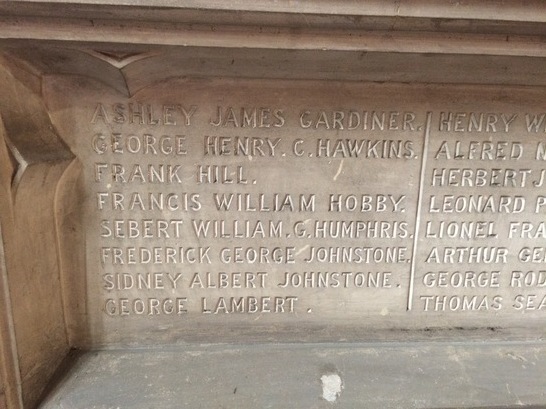 ASHLEY JAMES GARDINER.
GEORGE HENRY. C. HAWKINS.
FRANK HILL.
FRANCIS WILLIAM HOBBY.
SEBERT WILLIAM. G. HUMPHRIS.
FREDERICK GEORGE JOHNSTONE.
SIDNEY ALBERT JOHNSTONE.
GEORGE LAMBERT.
HENRY
ALFRED
HERBERT
LEONARD
LIONEL
ARTHUR
GEORGE
THOMAS